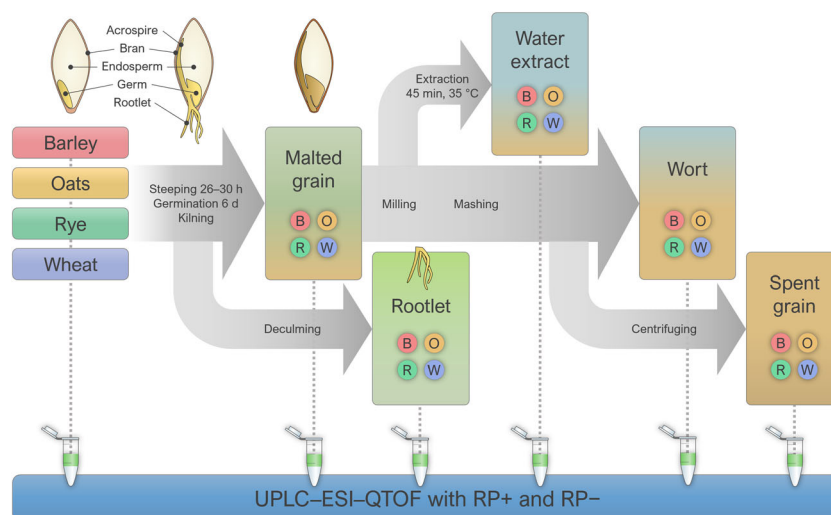 Acrospire
Bran
Endosperm
Germ
Rootlet
Barley
Oats
Rye
Wheat
Steeping 26–30 h
Germination 6 d
Kilning
Malted
grain
B O
R W
Deculming
Rootlet
B O
R W
Milling
Mashing
Extraction
45 min, 35 °C
Water
extract
B O
R W
Wort
B O
R W
Centrifuging
Spent
grain
B O
R W
UPLC–ESI–QTOF with RP+ and RP−